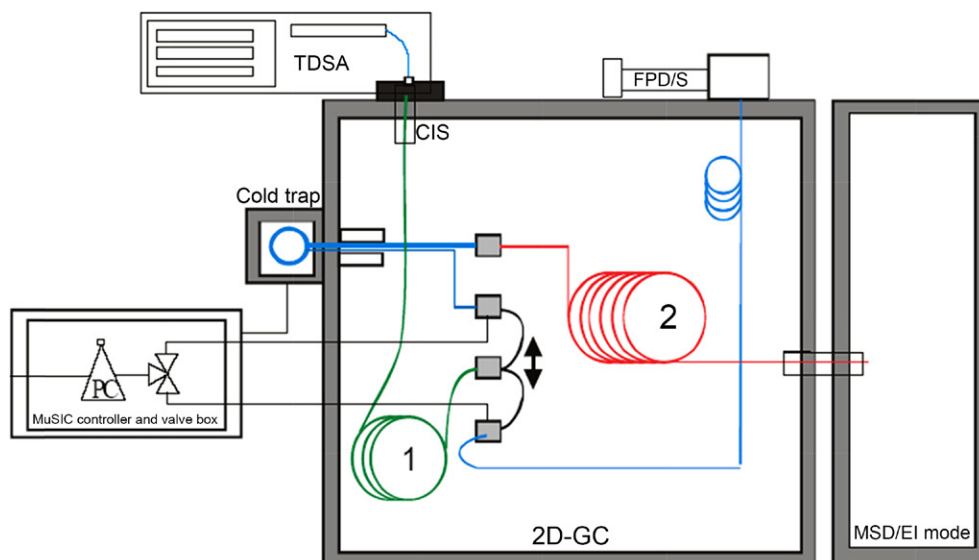 TDSA
FPD/S
CIS
Cold trap
2
PC
MuSIC controller and valve box
1
2D-GC
MSD/EI mode